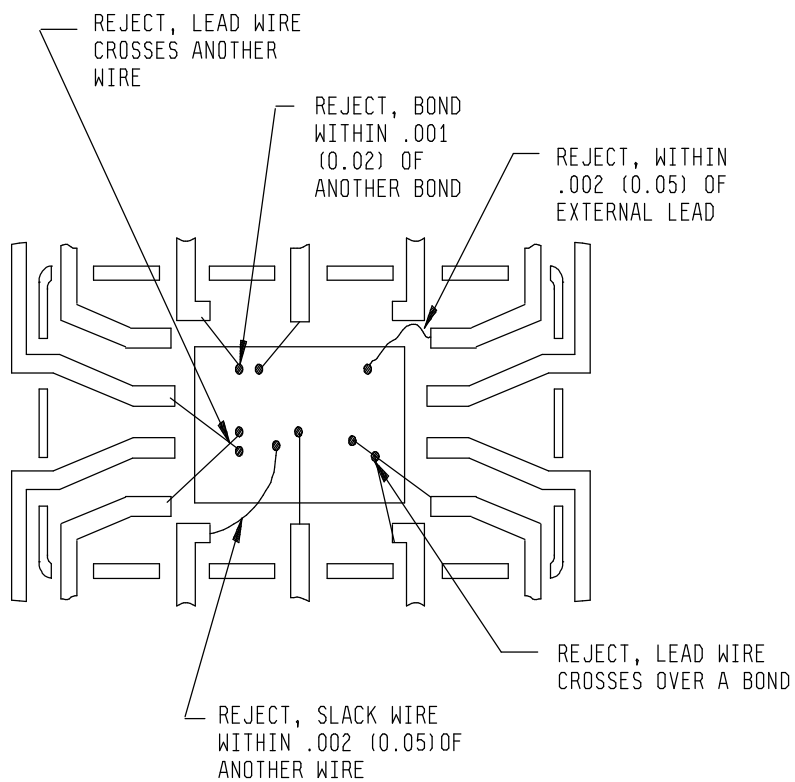 REJECT, LEAD WIRE
CROSSES ANOTHER
WIRE
REJECT, BOND
WITHIN .001
(0.02) OF
ANOTHER BOND
REJECT, WITHIN
.002 (0.05) OF
EXTERNAL LEAD
REJECT, LEAD WIRE
CROSSES OVER A BOND
REJECT, SLACK WIRE
WITHIN .002 (0.05)OF
ANOTHER WIRE